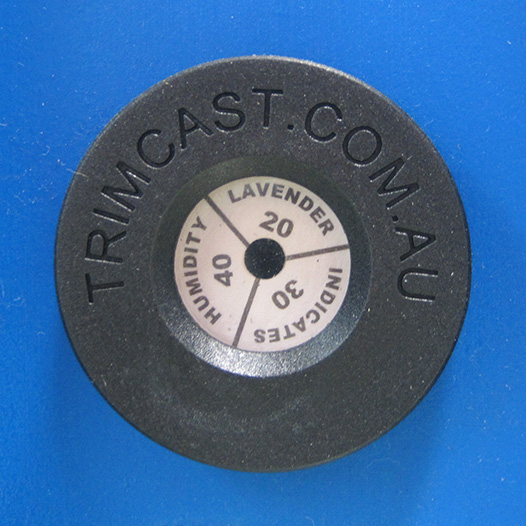 TRIMCAST.COM.AU
LAVENDER
INDICATES
HUMIDITY
20
30
40